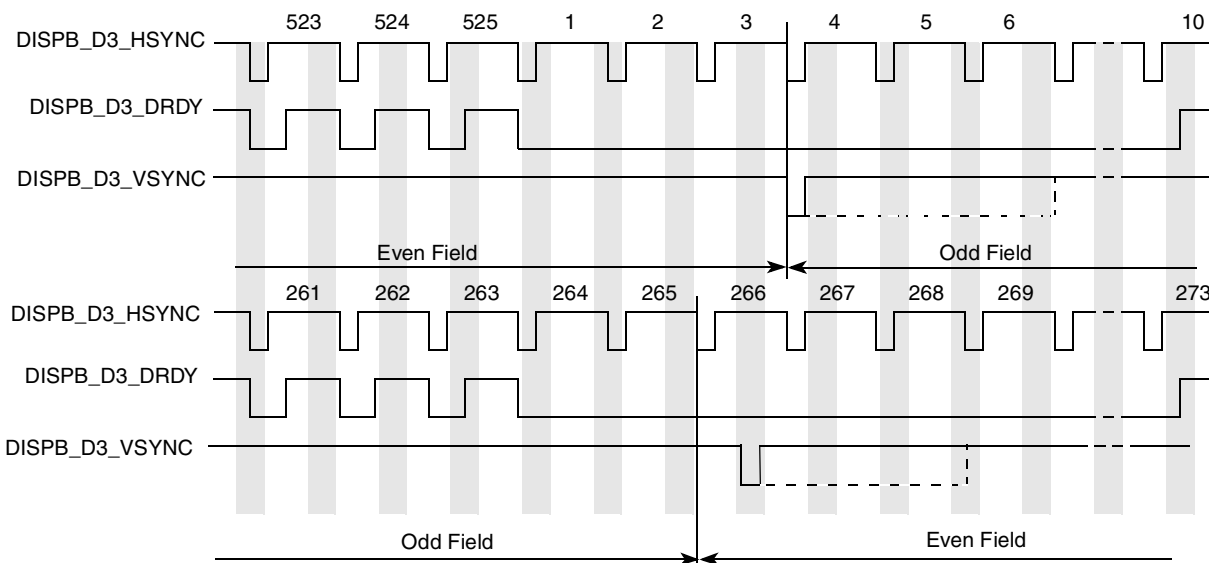 523 524 525 1 2 3 4 5 6 10
DISPB_D3_HSYNC
DISPB_D3_DRDY
DISPB_D3_VSYNC
Even Field Odd Field
261 262 263 264 265 266 267 268 269 273
DISPB_D3_HSYNC
DISPB_D3_DRDY
DISPB_D3_VSYNC
Odd Field Even Field